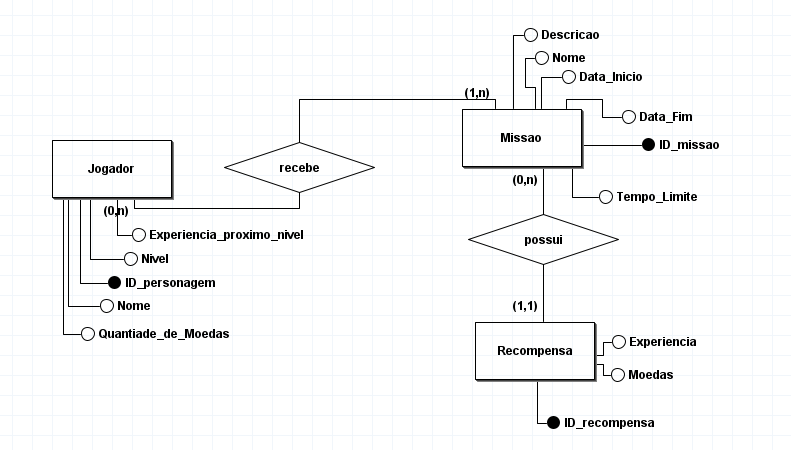 Descricao
Nome
Data_Inicio
(1,n)
Data_Fim
Missao
ID_missao
Jogador
recebe
(0,n)
Tempo_Limite
(0,n)
Experiencia_proximo_nivel
possui
Nivel
ID_personagem
Nome
(1,1)
Quantiade_de_Moedas
Recompensa
Experiencia
Moedas
ID_recompensa